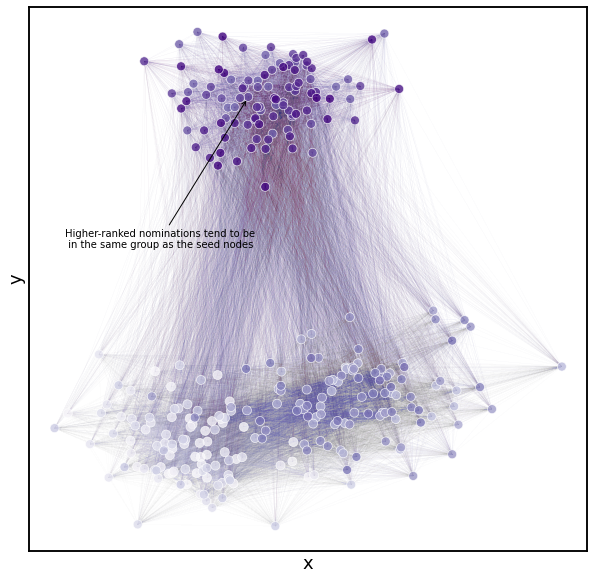 Higher-ranked nominations tend to be
in the same group as the seed nodes
y
x